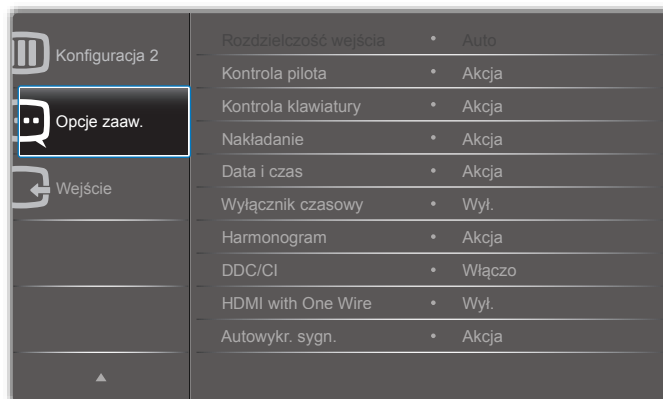 Konfiguracja 2
Opcje zaaw.
Wejście
Rozdzielczość wejścia • Auto
Kontrola pilota • Akcja
Kontrola klawiatury • Akcja
Nakładanie • Akcja
Data i czas • Akcja
Wyłącznik czasowy • Wył.
Harmonogram • Akcja
DDC/CI • Włączo
HDMI with One Wire • Wył.
Autowykr. sygn. • Akcja